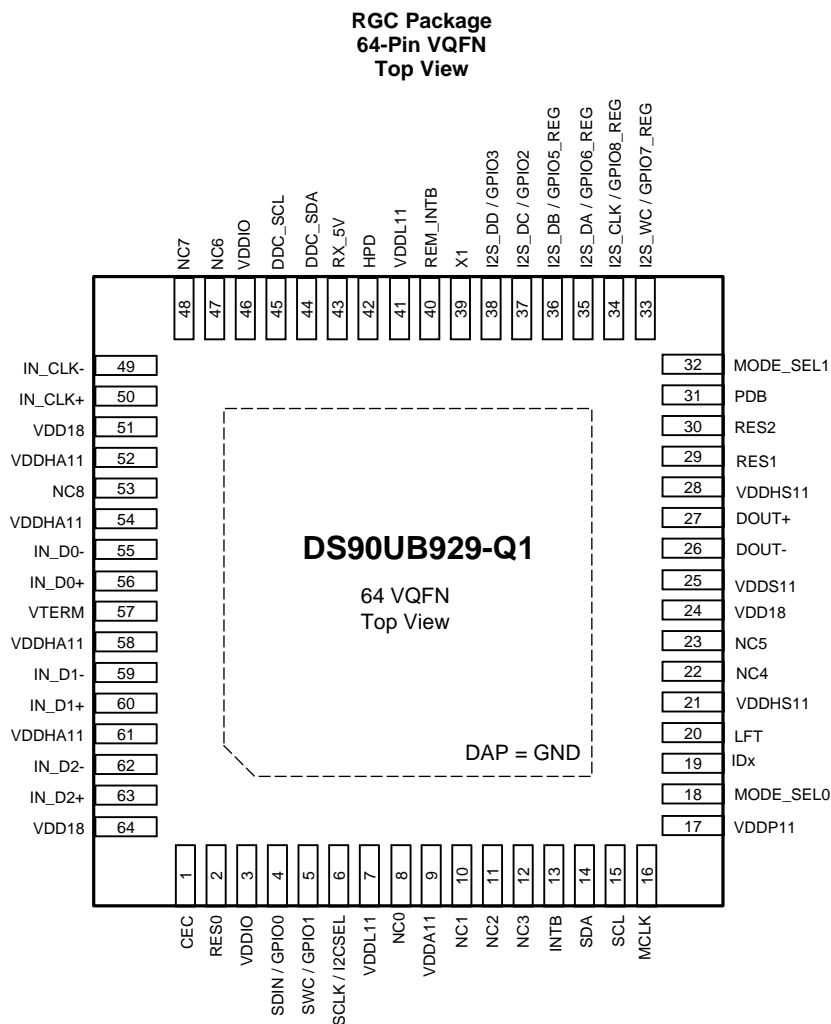 RGC Package
64-Pin VQFN
Top View
NC7
NC6
VDDIO
DDC_SCL
DDC_SDA
RX_5V
HPD
VDDL11
REM_INTB
X1
I2S_DD / GPIO3
I2S_DC / GPIO2
I2S_DB / GPIO5_REG
I2S_DA / GPIO6_REG
I2S_CLK / GPIO8_REG
I2S_WC / GPIO7_REG
48
47
46
45
44
43
42
41
40
39
38
37
36
35
34
33
IN_CLK- 49
IN_CLK+ 50
VDD18 51
VDDHA11 52
NC8 53
VDDHA11 54
IN_D0- 55
IN_D0+ 56
VTERM 57
VDDHA11 58
IN_D1- 59
IN_D1+ 60
VDDHA11 61
IN_D2- 62
IN_D2+ 63
VDD18 64
DS90UB929-Q1
64 VQFN
Top View
DAP = GND
32 MODE_SEL1
31 PDB
30 RES2
29 RES1
28 VDDHS11
27 DOUT+
26 DOUT-
25 VDDS11
24 VDD18
23 NC5
22 NC4
21 VDDHS11
20 LFT
19 IDx
18 MODE_SEL0
17 VDDP11
1
2
3
4
5
6
7
8
9
10
11
12
13
14
15
16
CEC
RES0
VDDIO
SDIN / GPIO0
SWC / GPIO1
SCLK / I2CSEL
VDDL11
NC0
VDDA11
NC1
NC2
NC3
INTB
SDA
SCL
MCLK